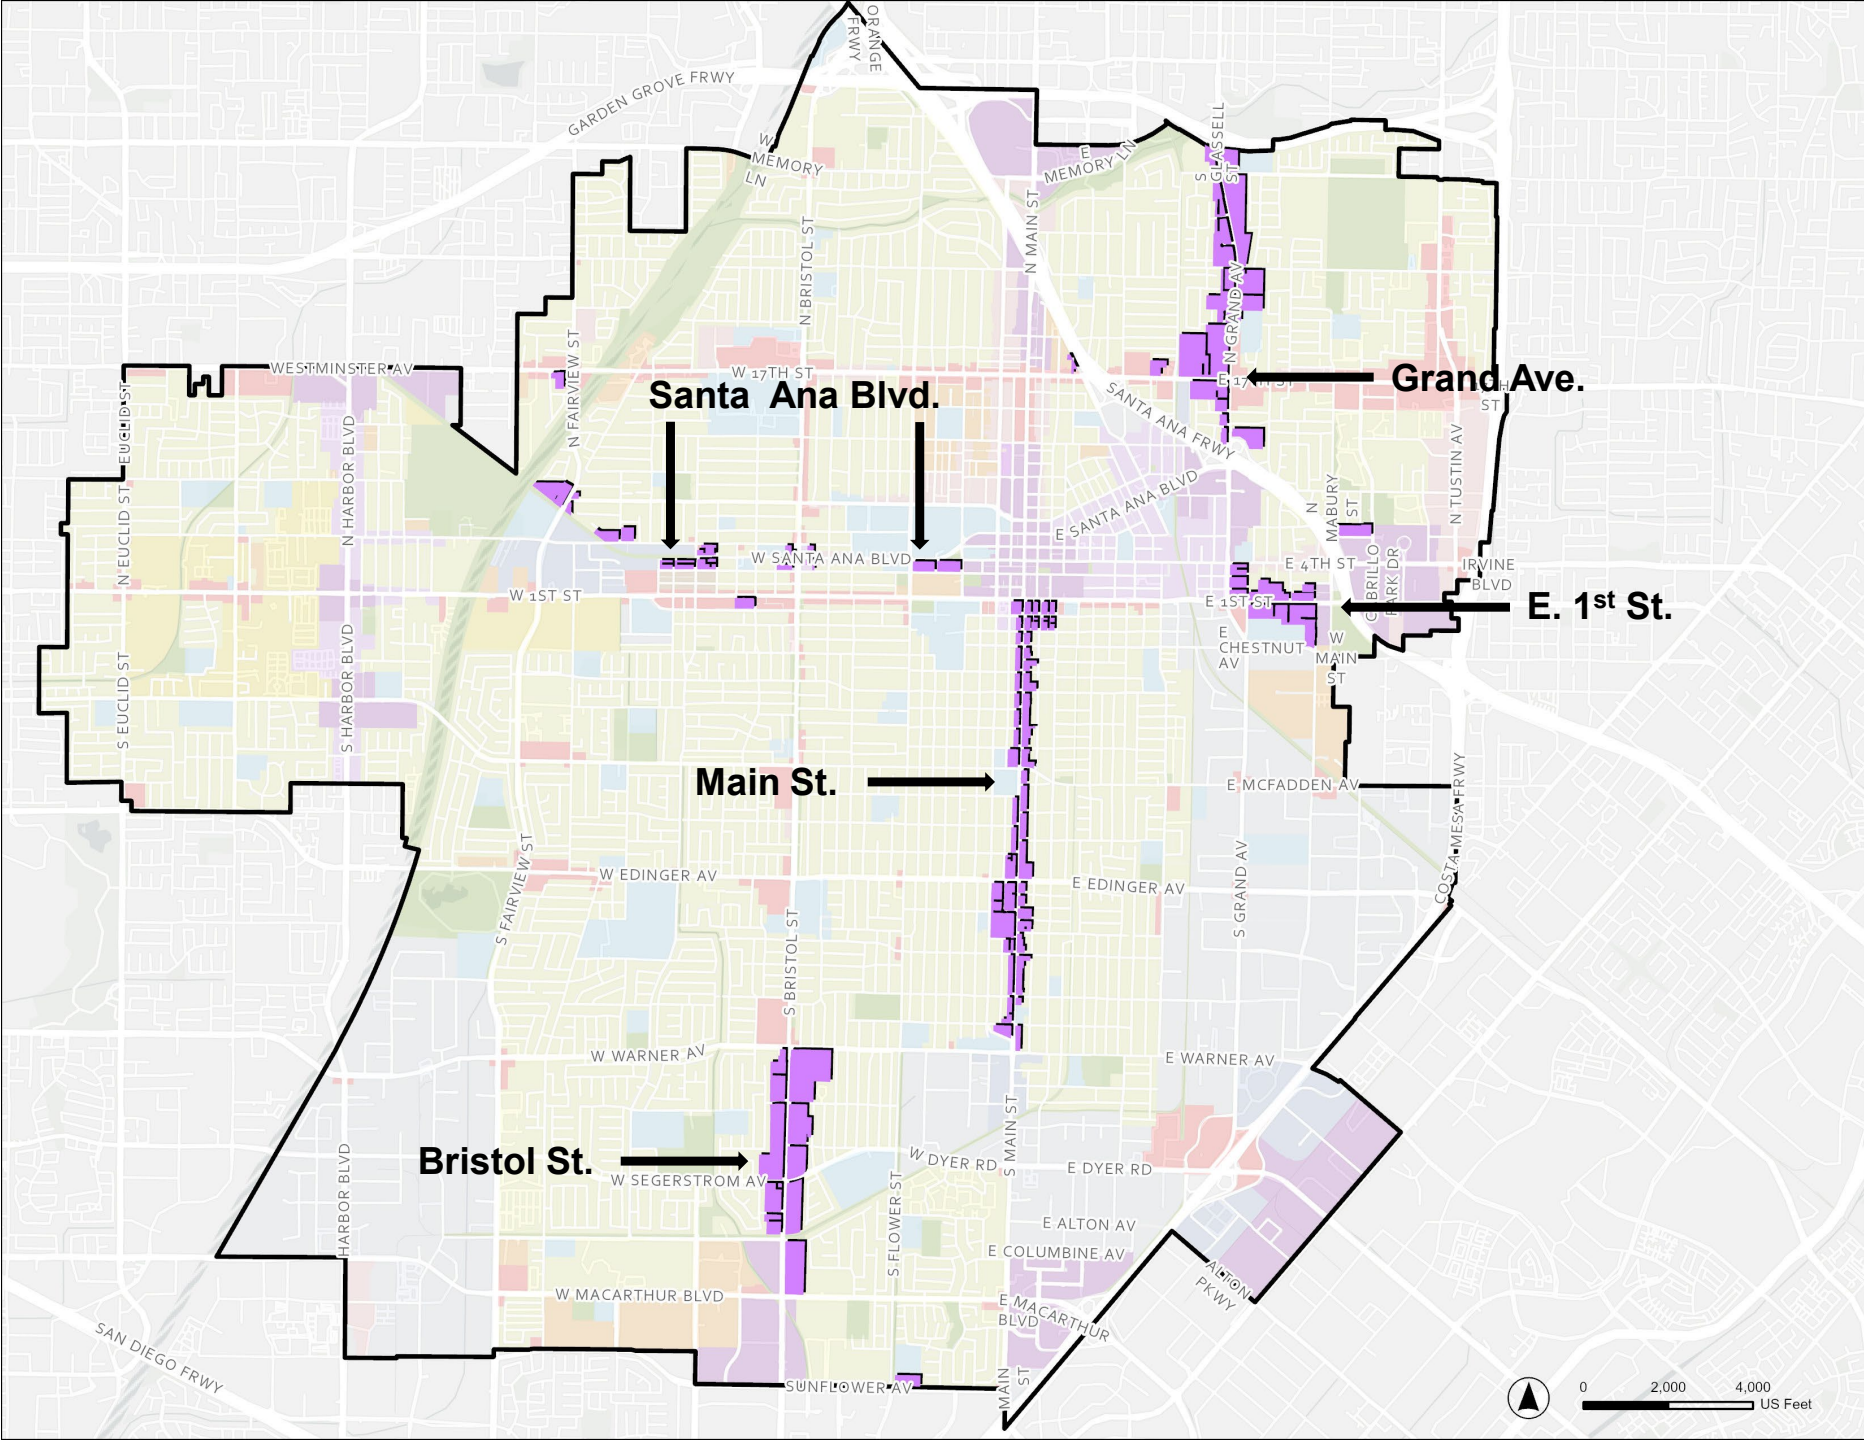 ORANGE
FRWY
GARDEN GROVE FRWY
S GLASSELL ST
W
MEMORY
LN
E
MEMORY LN
N MAIN ST
N BRISTOL ST
N GRAND AV
N FAIRVIEW ST
WESTMINSTER AV
W 17TH ST
E 17TH ST
Grand Ave.
TH
ST
Santa Ana Blvd.
N EUCLID ST
EUCLID ST
N HARBOR BLVD
SANTA ANA FRWY
N TUSTIN AV
N
MABURY
ST
E SANTA ANA BLVD
W SANTA ANA BLVD
E 4TH ST
IRVINE
BLVD
CABRILLO
PARK DR
W 1ST ST
E 1ST ST
E. 1st St.
E
CHESTNUT
AV
W
MAIN
ST
S EUCLID ST
S HARBOR BLVD
Main St.
E MCFADDEN AV
COSTA MESA FRWY
S FAIRVIEW ST
W EDINGER AV
E EDINGER AV
S GRAND AV
S BRISTOL ST
W WARNER AV
E WARNER AV
Bristol St.
W SEGERSTROM AV
W DYER RD
E DYER RD
S MAIN ST
HARBOR BLVD
S FLOWER ST
E ALTON AV
E COLUMBINE AV
ALTON
PKWY
W MACARTHUR BLVD
E MACARTHUR
BLVD
SAN DIEGO FRWY
SUNFLOWER AV
MAIN
ST
0 2,000 4,000
US Feet